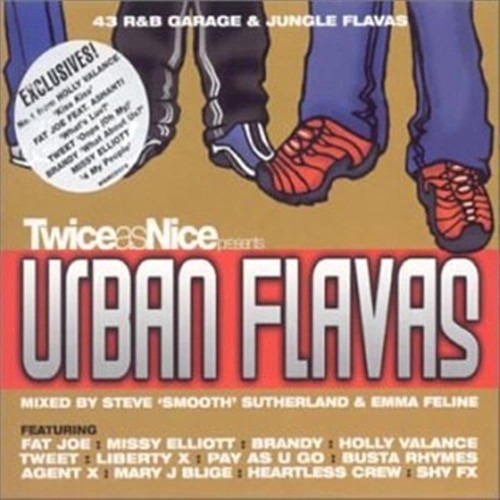 43 R&B GARAGE & JUNGLE FLAVAS
EXCLUSIVES!
No.1 from HOLLY VALANCE
'Kiss Kiss'
FAT JOE FEAT. ASHANTI
'What's Luv?'
TWEET 'Oops (Oh My)'
BRANDY 'What About Us?'
MISSY ELLIOTT
'4 My People'
TwiceasNice presents
URBAN FLAVAS
MIXED BY STEVE 'SMOOTH' SUTHERLAND & EMMA FELINE
FEATURING
FAT JOE : MISSY ELLIOTT : BRANDY : HOLLY VALANCE
TWEET : LIBERTY X : PAY AS U GO : BUSTA RHYMES
AGENT X : MARY J BLIGE : HEARTLESS CREW : SHY FX